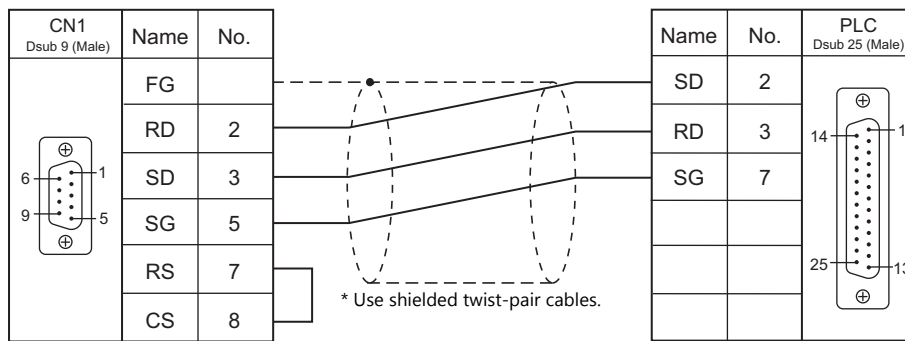 CN1
Dsub 9 (Male)
Name No.
FG
RD 2
SD 3
SG 5
RS 7
CS 8
6
1
9
5
* Use shielded twist-pair cables.
Name No.
PLC
Dsub 25 (Male)
SD 2
RD 3
SG 7
14
1
25
13